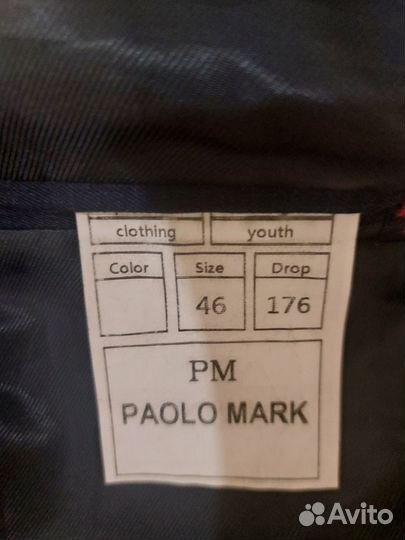 clothing youth
Color Size Drop
46 176
PM
PAOLO MARK
Avito